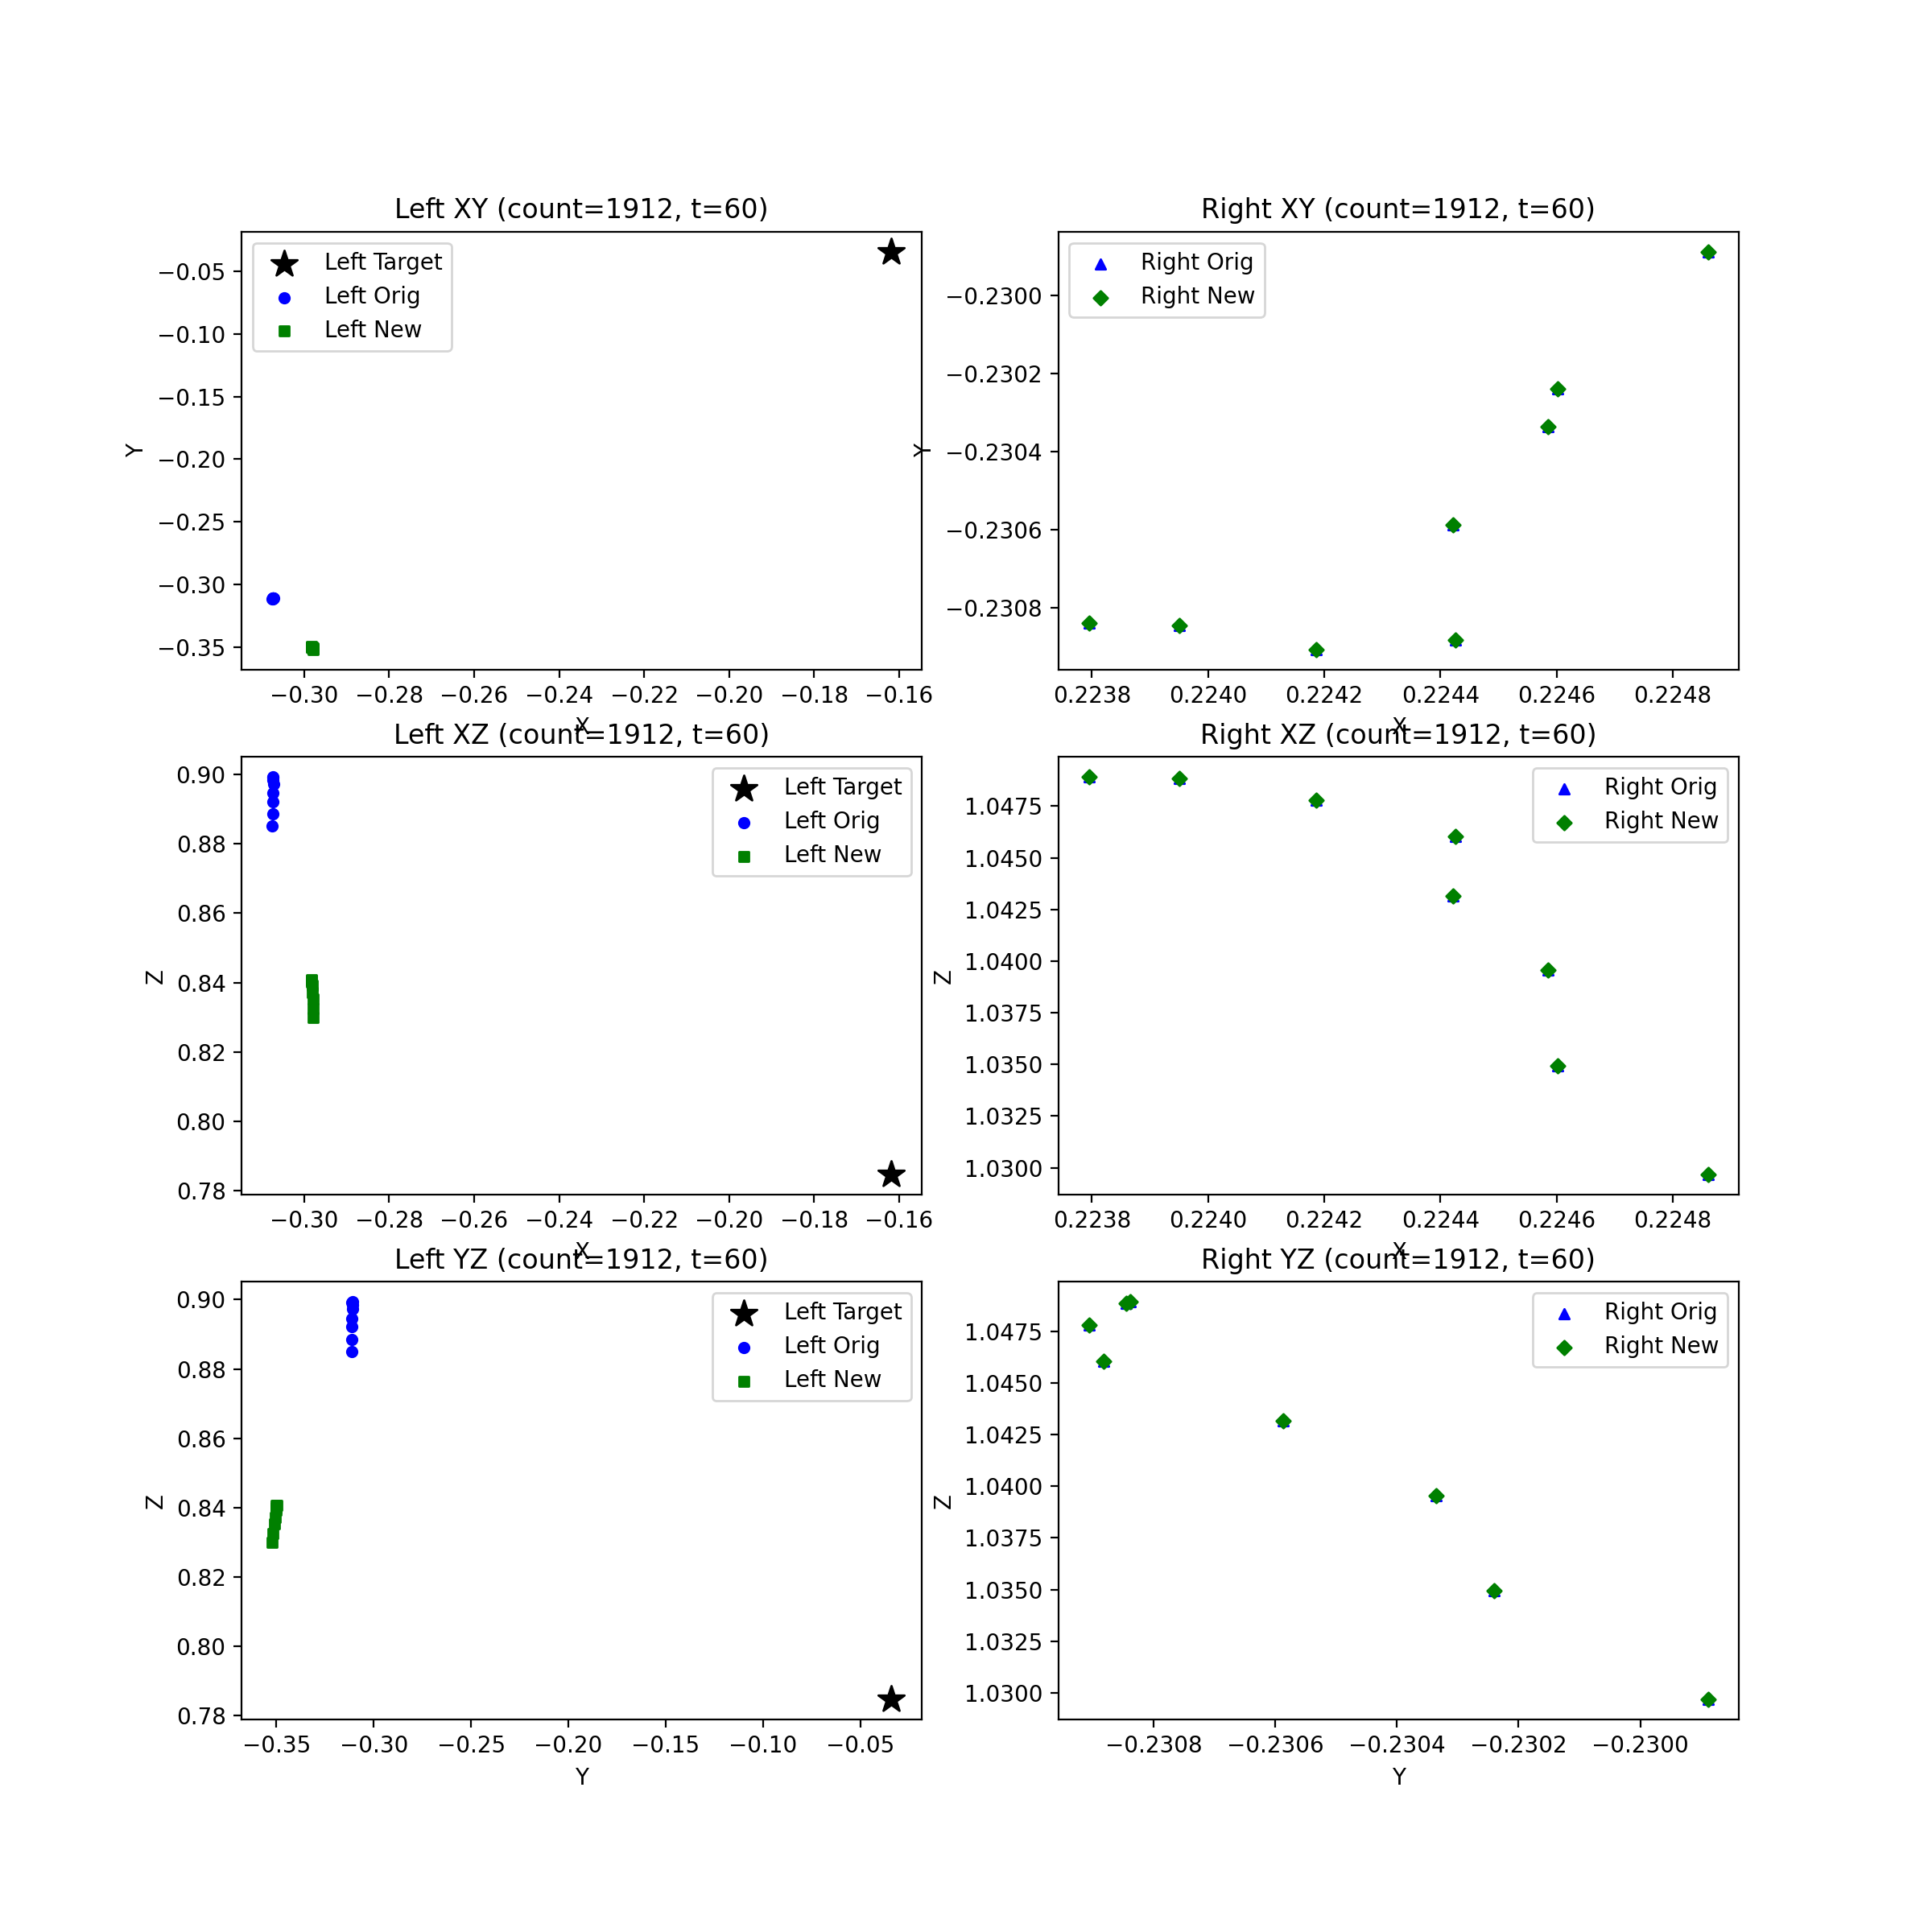 Left XY (count=1912, t=60)
Left Target
Left Orig
Left New
−0.05
−0.10
−0.15
−0.20
−0.25
−0.30
−0.35
Y
−0.30 −0.28 −0.26 −0.24 −0.22 −0.20 −0.18 −0.16
X
Right XY (count=1912, t=60)
Right Orig
Right New
−0.2300
−0.2302
−0.2304
−0.2306
−0.2308
Y
0.2238 0.2240 0.2242 0.2244 0.2246 0.2248
X
Left XZ (count=1912, t=60)
Left Target
Left Orig
Left New
0.90
0.88
0.86
0.84
0.82
0.80
0.78
Z
−0.30 −0.28 −0.26 −0.24 −0.22 −0.20 −0.18 −0.16
X
Right XZ (count=1912, t=60)
Right Orig
Right New
1.0475
1.0450
1.0425
1.0400
1.0375
1.0350
1.0325
1.0300
Z
0.2238 0.2240 0.2242 0.2244 0.2246 0.2248
X
Left YZ (count=1912, t=60)
Left Target
Left Orig
Left New
0.90
0.88
0.86
0.84
0.82
0.80
0.78
Z
−0.35 −0.30 −0.25 −0.20 −0.15 −0.10 −0.05
Y
Right YZ (count=1912, t=60)
Right Orig
Right New
1.0475
1.0450
1.0425
1.0400
1.0375
1.0350
1.0325
1.0300
Z
−0.2308 −0.2306 −0.2304 −0.2302 −0.2300
Y